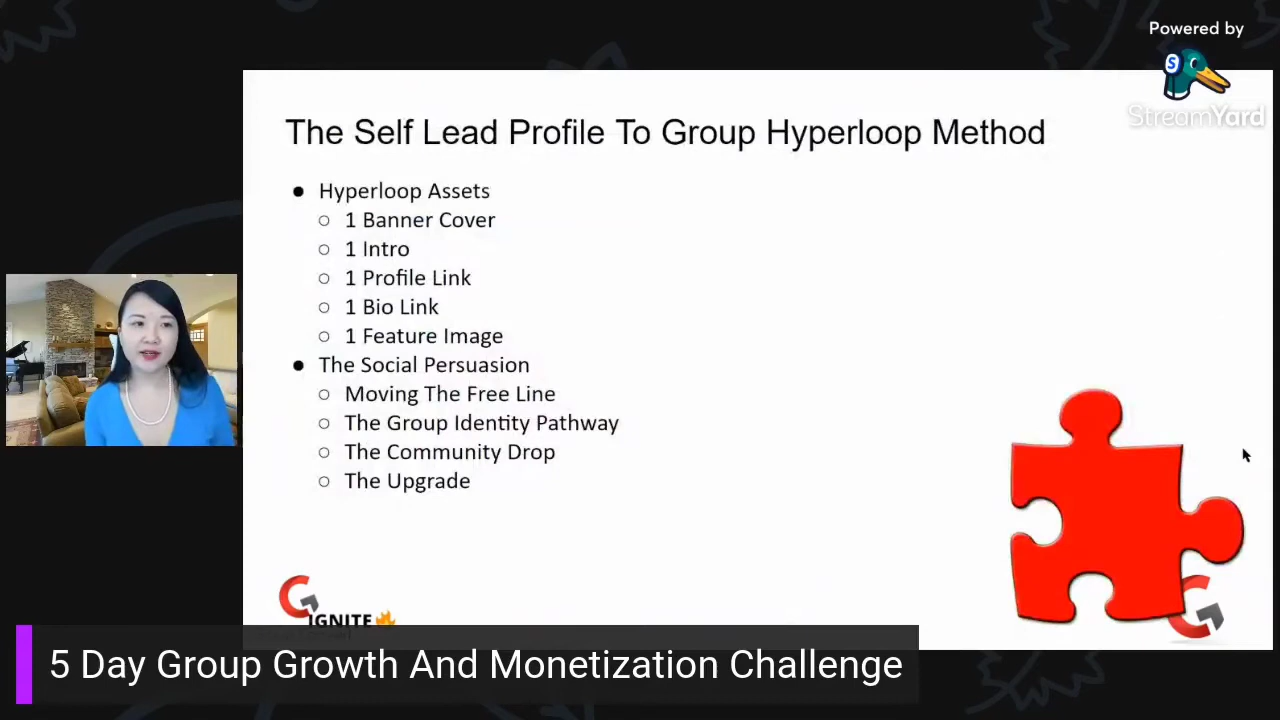 Powered by
S
StreamYard
The Self Lead Profile To Group Hyperloop Method
● Hyperloop Assets
○ 1 Banner Cover
○ 1 Intro
○ 1 Profile Link
○ 1 Bio Link
○ 1 Feature Image
● The Social Persuasion
○ Moving The Free Line
○ The Group Identity Pathway
○ The Community Drop
○ The Upgrade
IGNITE
5 Day Group Growth And Monetization Challenge